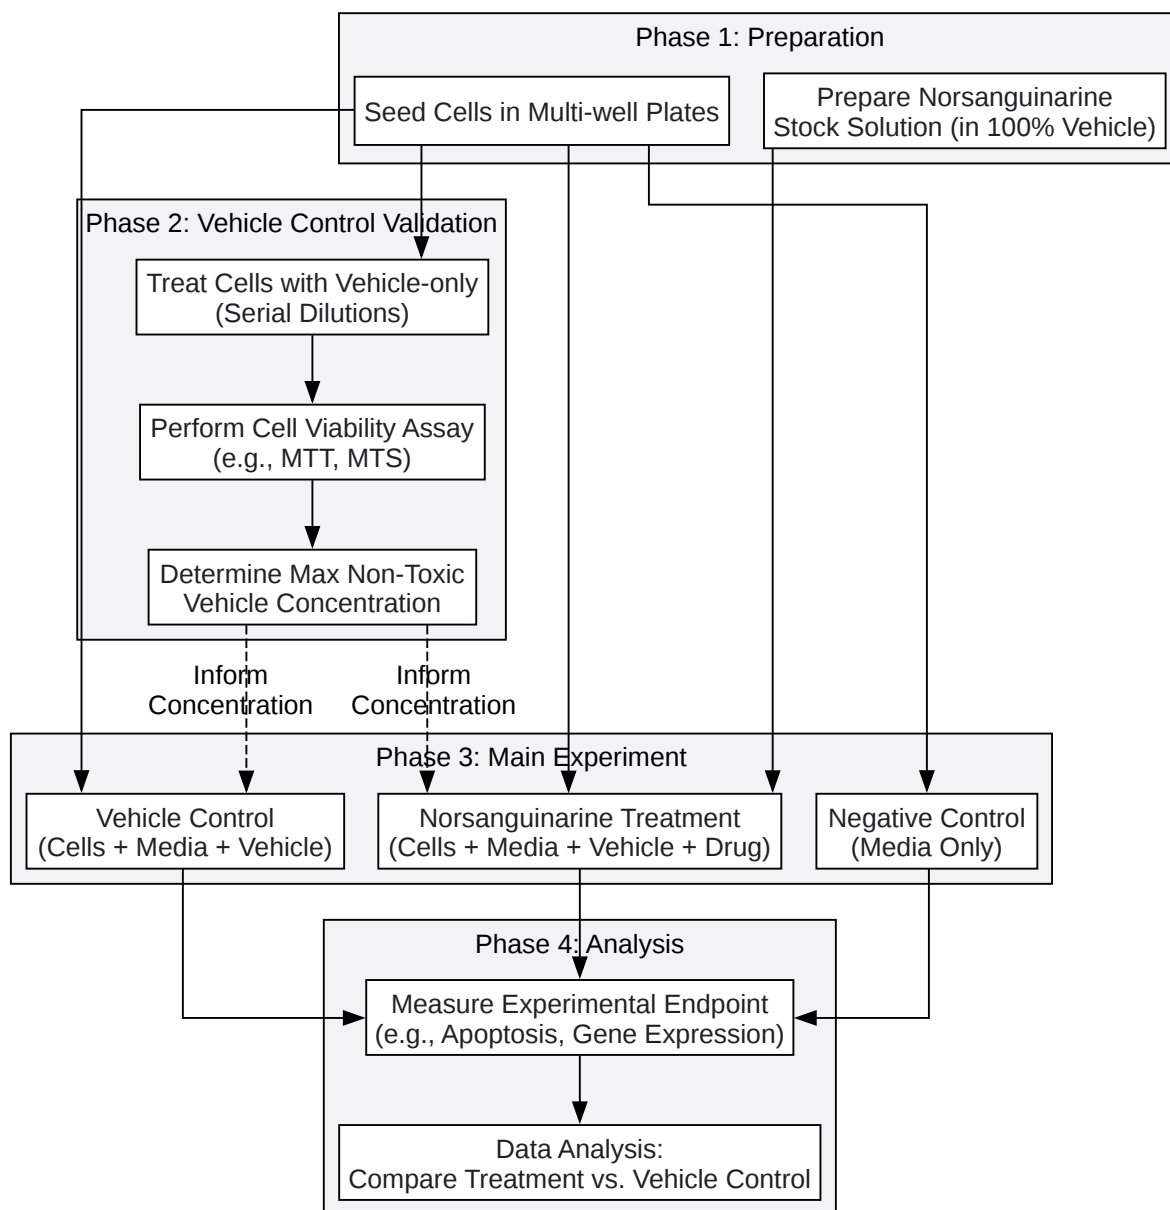 Phase 1: Preparation
Seed Cells in Multi-well Plates
Prepare Norsanguinarine
Stock Solution (in 100% Vehicle)
Phase 2: Vehicle Control Validation
Treat Cells with Vehicle-only
(Serial Dilutions)
Perform Cell Viability Assay
(e.g., MTT, MTS)
Determine Max Non-Toxic
Vehicle Concentration
Inform
Concentration
Inform
Concentration
Phase 3: Main Experiment
Vehicle Control
(Cells + Media + Vehicle)
Norsanguinarine Treatment
(Cells + Media + Vehicle + Drug)
Negative Control
(Media Only)
Phase 4: Analysis
Measure Experimental Endpoint
(e.g., Apoptosis, Gene Expression)
Data Analysis:
Compare Treatment vs. Vehicle Control